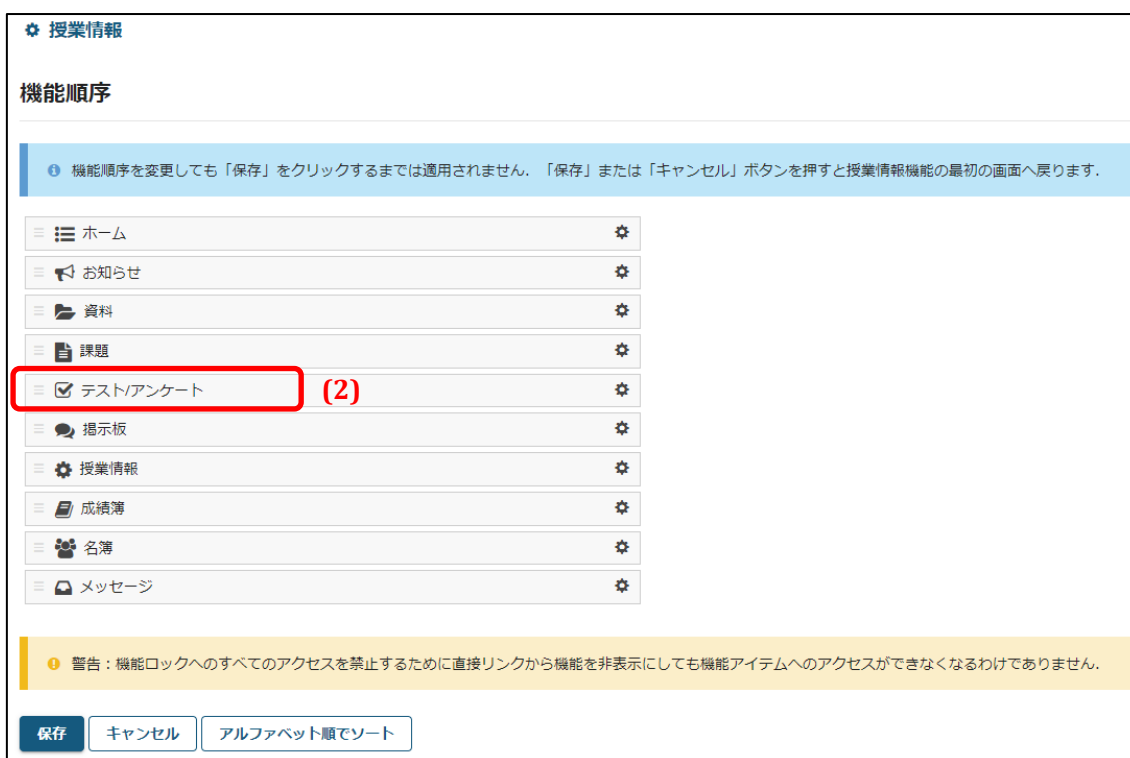 授業情報
機能順序
機能順序を変更しても「保存」をクリックするまでは適用されません．「保存」または「キャンセル」ボタンを押すと授業情報機能の最初の画面へ戻ります．
ホーム
お知らせ
資料
課題
テスト/アンケート (2)
掲示板
授業情報
成績簿
名簿
メッセージ
警告：機能ロックへのすべてのアクセスを禁止するために直接リンクから機能を非表示にしても機能アイテムへのアクセスができなくなるわけでありません．
保存 キャンセル アルファベット順でソート